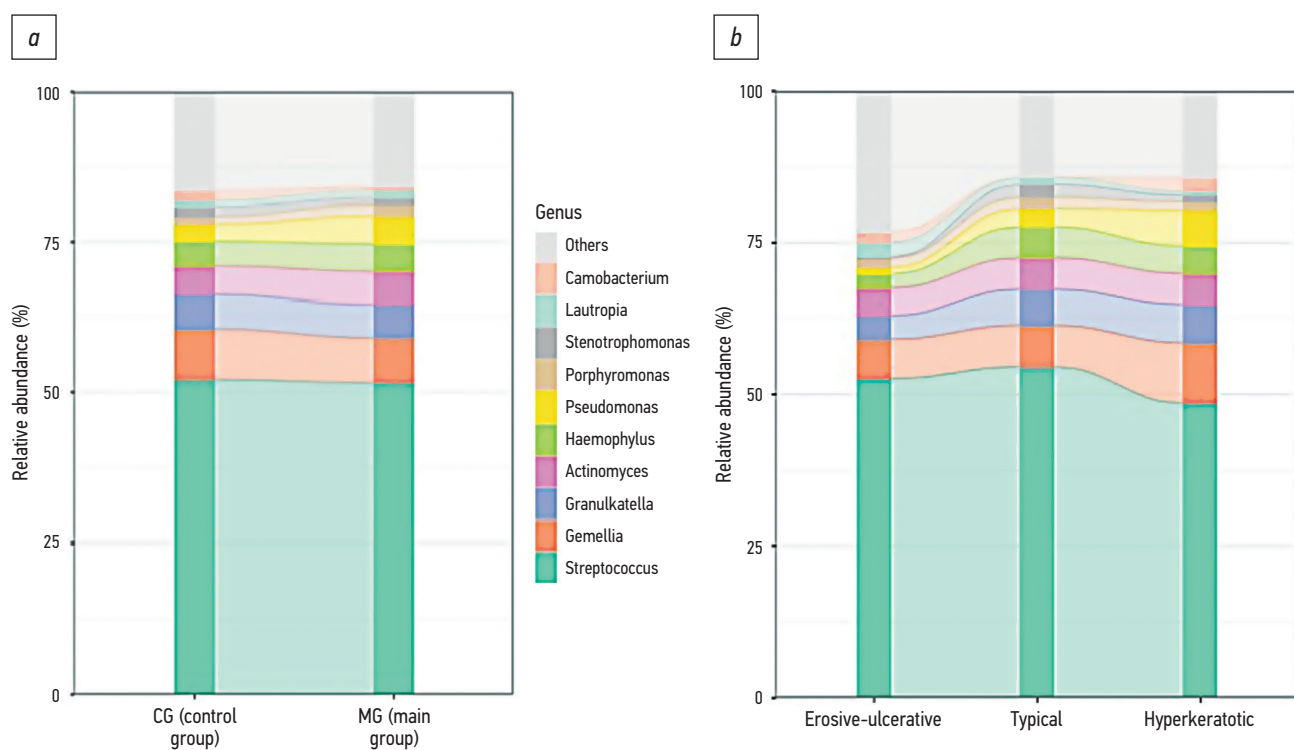 a
100
75
50
25
0
Relative abundance (%)
CG (control
group)
MG (main
group)
Genus
Others
Camobacterium
Lautropia
Stenotrophomonas
Porphyromonas
Pseudomonas
Haemophylus
Actinomyces
Granulkatella
Gemellia
Streptococcus
b
100
75
50
25
0
Relative abundance (%)
Erosive-ulcerative
Typical
Hyperkeratotic